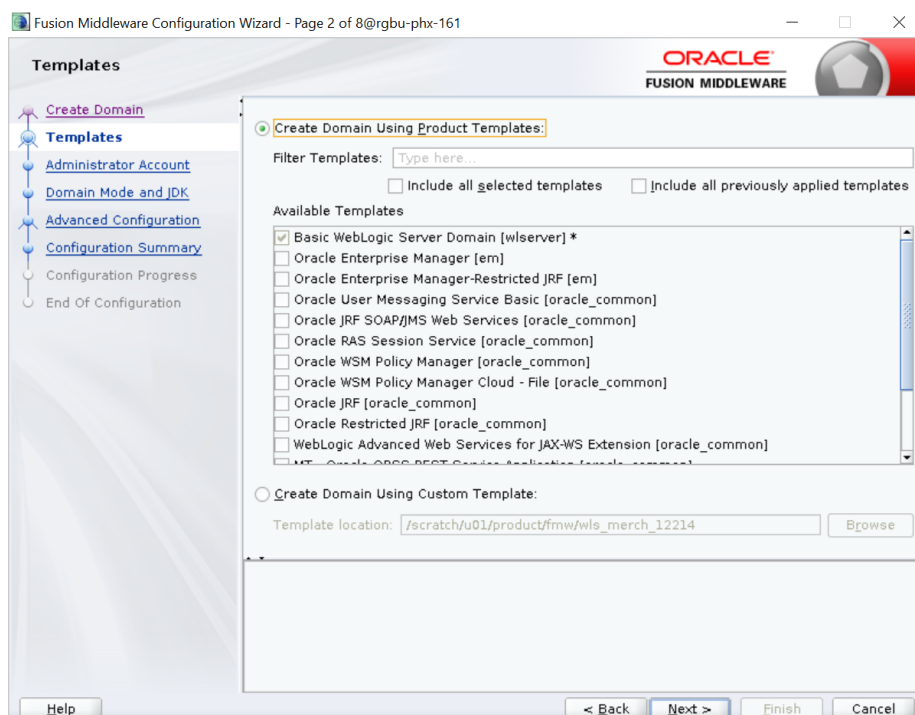 Fusion Middleware Configuration Wizard - Page 2 of 8@rgbu-phx-161
Templates
ORACLE
FUSION MIDDLEWARE
Create Domain
Templates
Administrator Account
Domain Mode and JDK
Advanced Configuration
Configuration Summary
Configuration Progress
End Of Configuration
Create Domain Using Product Templates:
Filter Templates: Type here...
Include all selected templates Include all previously applied templates
Available Templates
Basic WebLogic Server Domain [wlserver] *
Oracle Enterprise Manager [em]
Oracle Enterprise Manager-Restricted JRF [em]
Oracle User Messaging Service Basic [oracle_common]
Oracle JRF SOAP/JMS Web Services [oracle_common]
Oracle RAS Session Service [oracle_common]
Oracle WSM Policy Manager [oracle_common]
Oracle WSM Policy Manager Cloud - File [oracle_common]
Oracle JRF [oracle_common]
Oracle Restricted JRF [oracle_common]
WebLogic Advanced Web Services for JAX-WS Extension [oracle_common]
Create Domain Using Custom Template:
Template location: /scratch/u01/product/fmw/wls_merch_12214 Browse
Help < Back Next > Finish Cancel